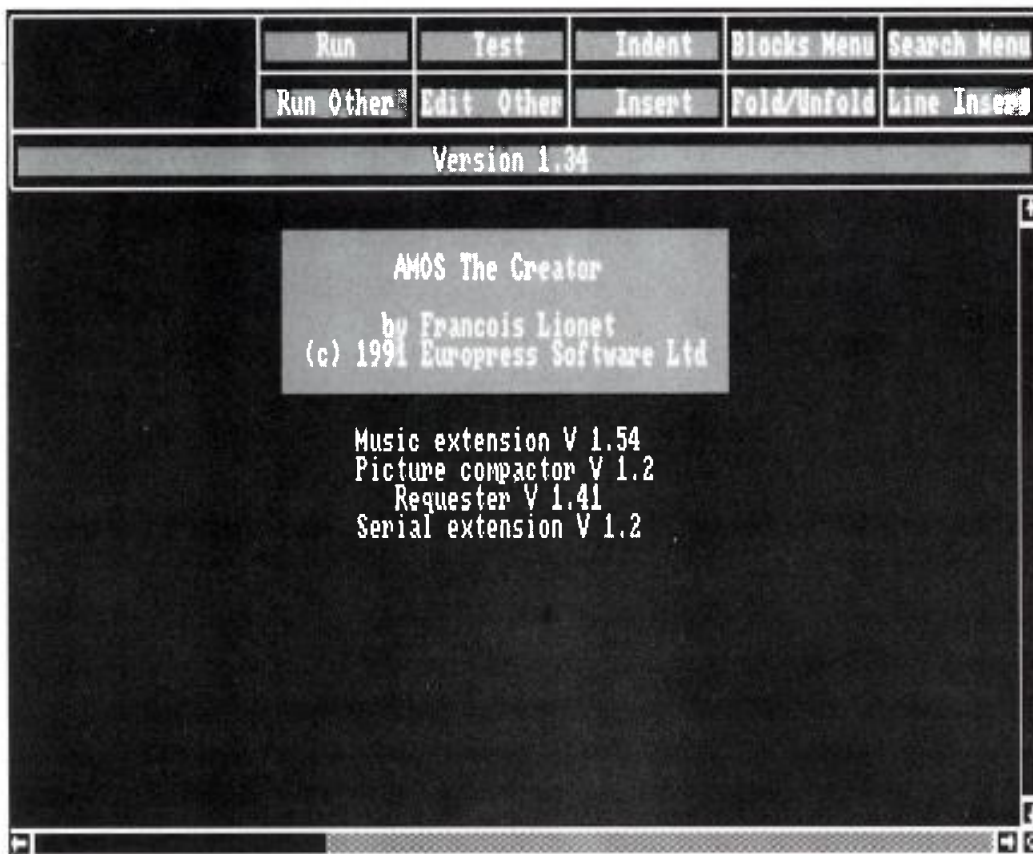 Run Test Indent Blocks Menu Search Menu
Run Other Edit Other Insert Fold/Unfold Line Insert
Version 1.34
AMOS The Creator
by Francois Lionet
(c) 1991 Europress Software Ltd
Music extension V 1.54
Picture compactor V 1.2
Requester V 1.41
Serial extension V 1.2